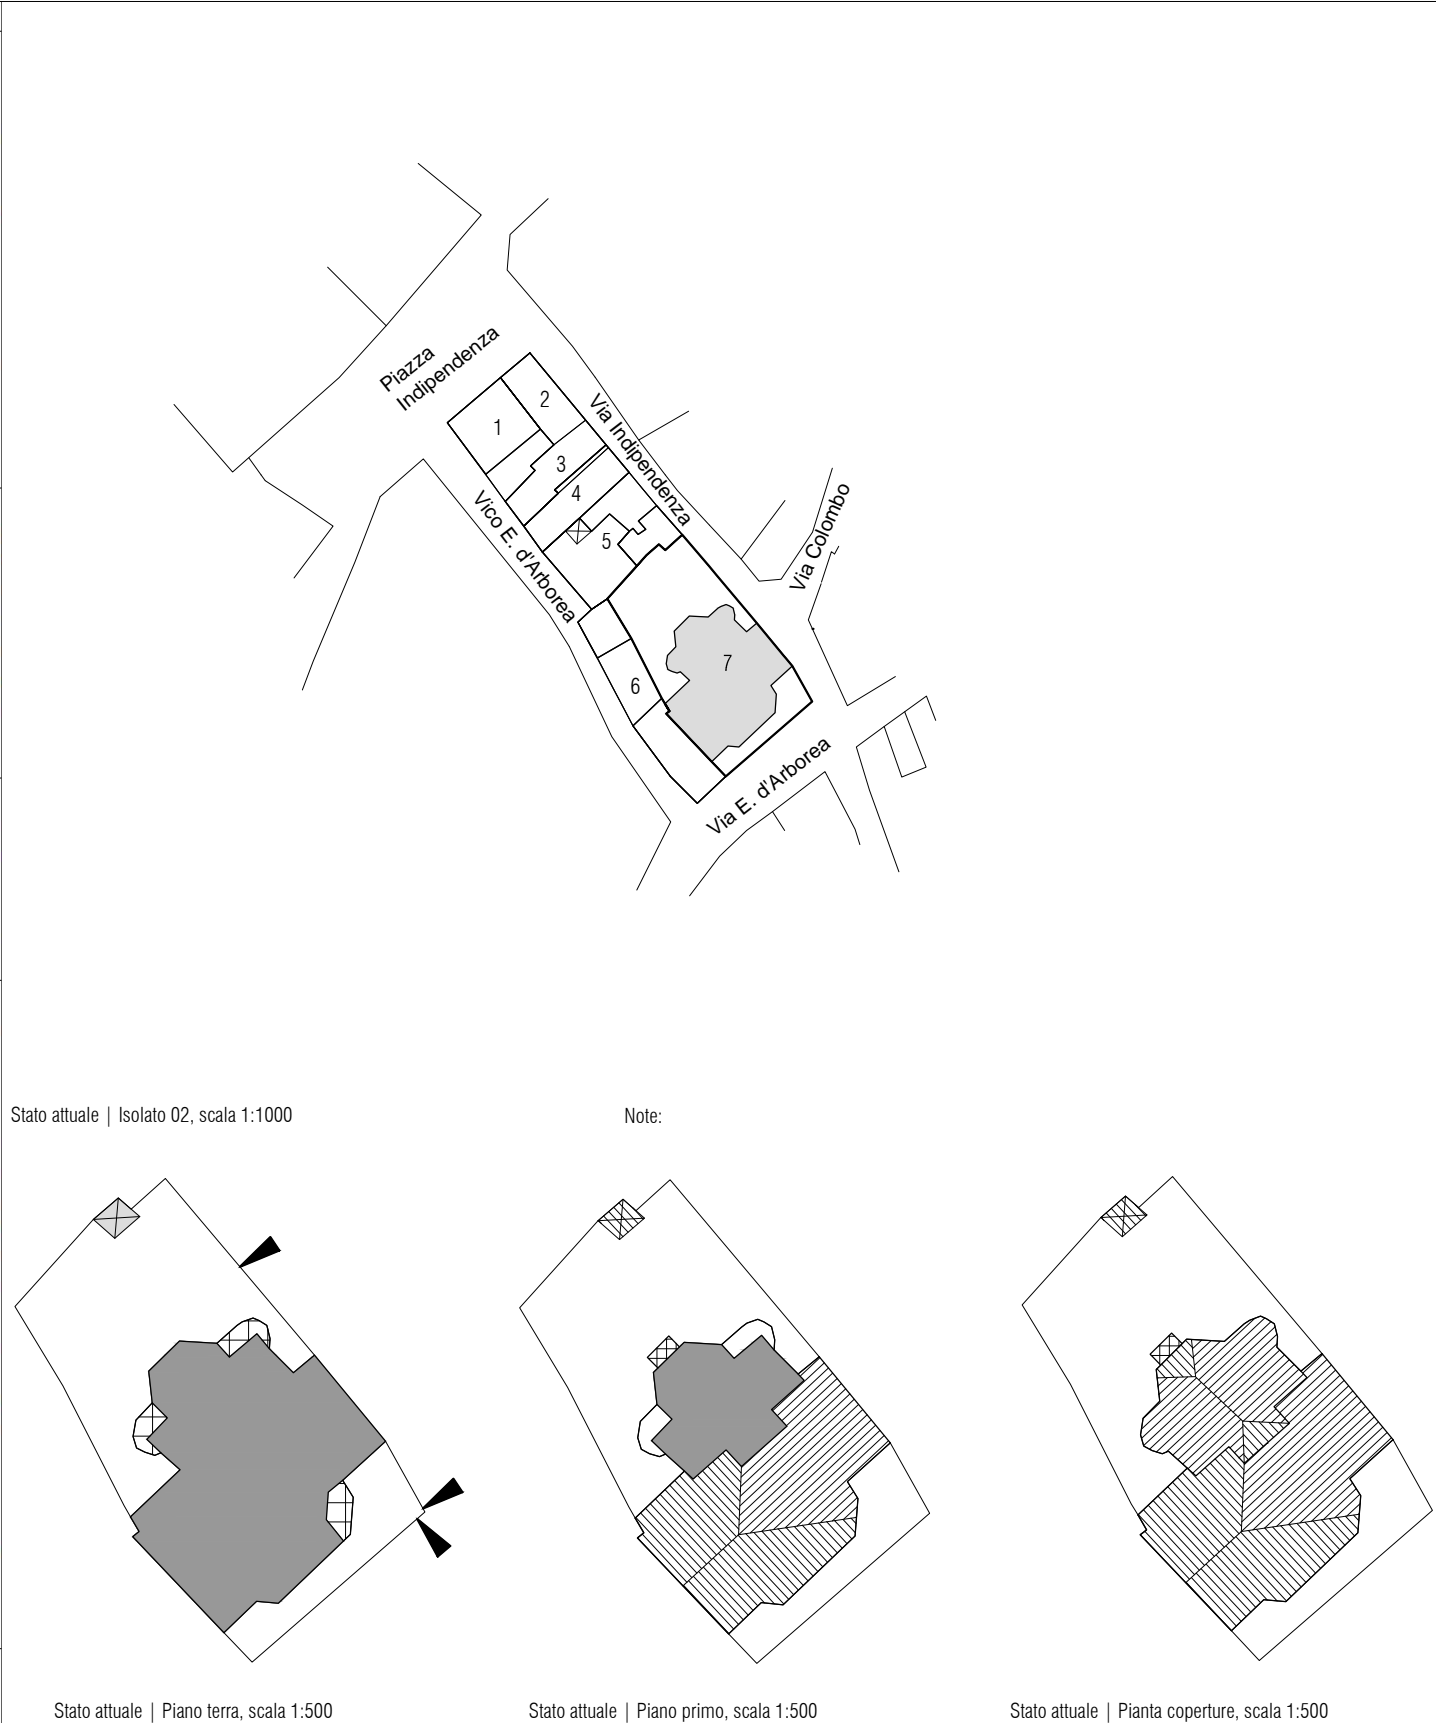 Piazza
Indipendenza
2
1
Via Indipendenza
3
4
Vico E. d'Arborea
5
Via Colombo
7
6
Via E. d'Arborea
Stato attuale | Isolato 02, scala 1:1000
Note:
Stato attuale | Piano terra, scala 1:500
Stato attuale | Piano primo, scala 1:500
Stato attuale | Pianta coperture, scala 1:500